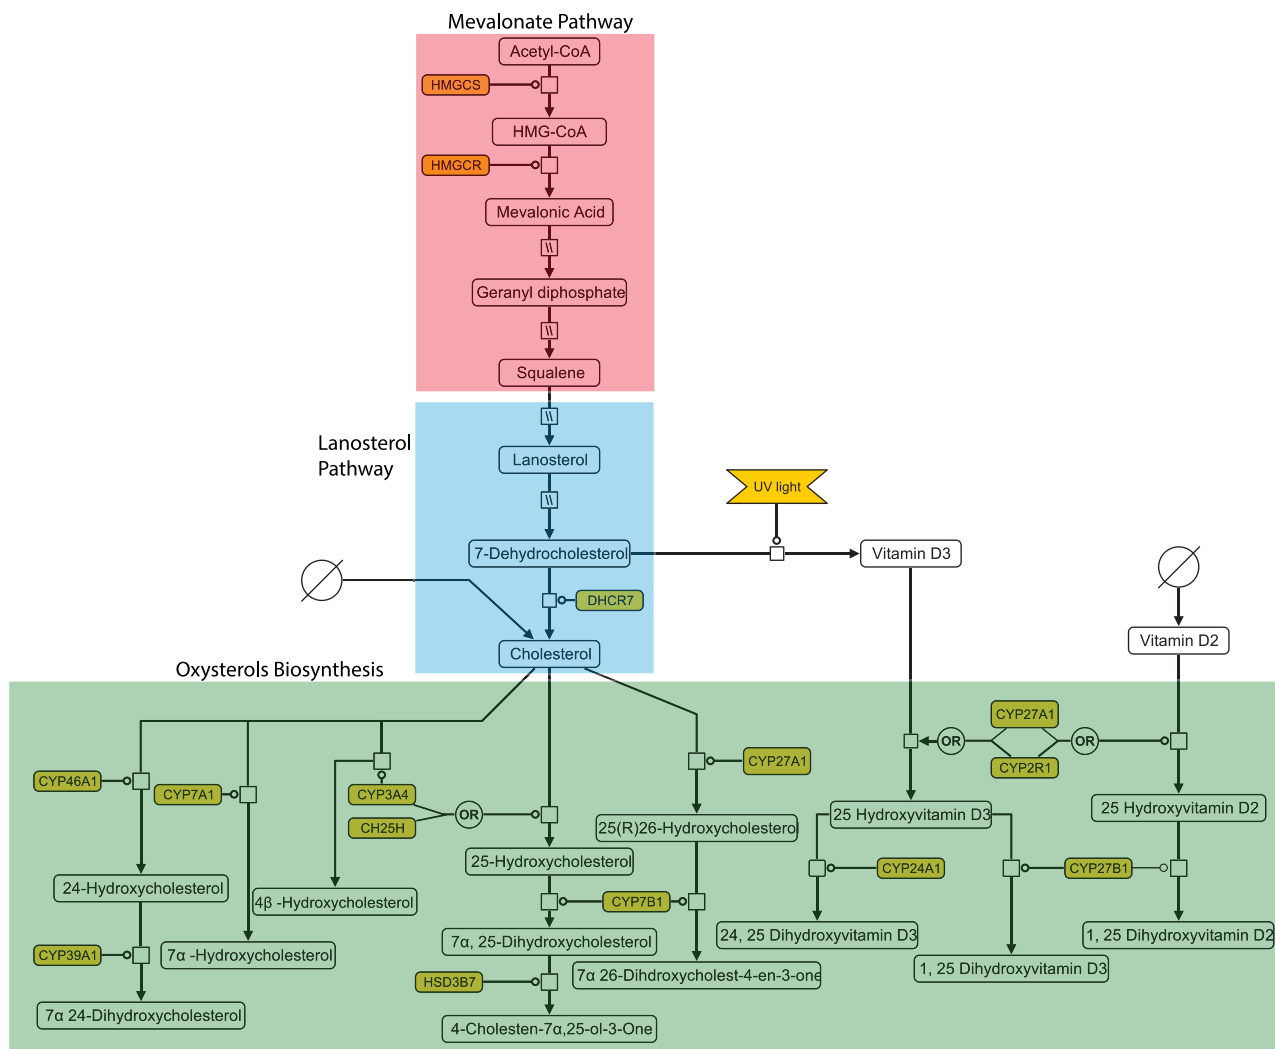 Mevalonate Pathway
Acetyl-CoA
HMGCS
HMG-CoA
HMGCR
Mevalonic Acid
\\
Geranyl diphosphate
\\
Squalene
\\
Lanosterol
Pathway
Lanosterol
UV light
\\
7-Dehydrocholesterol
Vitamin D3
DHCR7
Vitamin D2
Cholesterol
Oxysterols Biosynthesis
CYP27A1
OR
OR
CYP2R1
CYP46A1
CYP7A1
CYP3A4
CYP27A1
OR
CH25H
25(R)26-Hydroxycholesterol
25 Hydroxyvitamin D3
25 Hydroxyvitamin D2
25-Hydroxycholesterol
CYP24A1
CYP27B1
24-Hydroxycholesterol
4β -Hydroxycholesterol
CYP7B1
7α, 25-Dihydroxycholesterol
24, 25 Dihydroxyvitamin D3
1, 25 Dihydroxyvitamin D2
CYP39A1
7α -Hydroxycholesterol
HSD3B7
7α 26-Dihdroxycholest-4-en-3-one
1, 25 Dihydroxyvitamin D3
7α 24-Dihydroxycholesterol
4-Cholesten-7α,25-ol-3-One